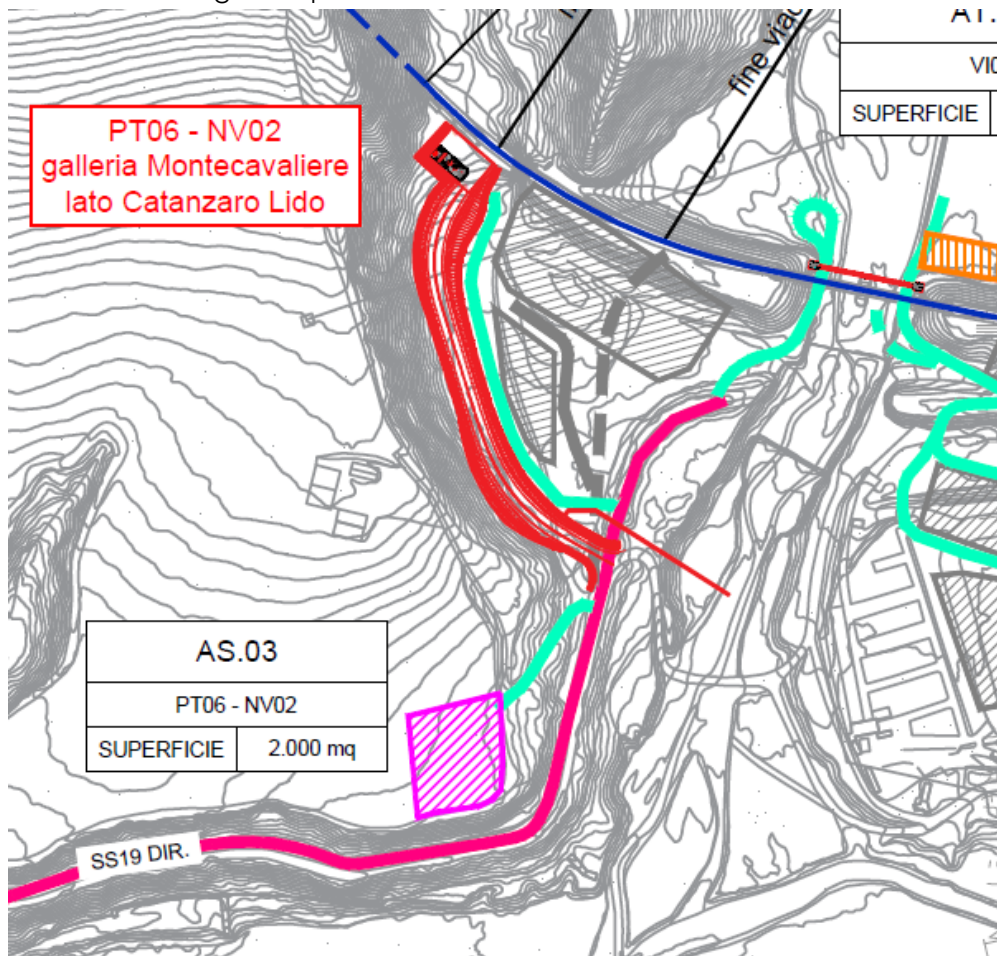 fine viad
VI0
SUPERFICIE
PT06 - NV02
galleria Montecavaliere
lato Catanzaro Lido
AS.03
PT06 - NV02
SUPERFICIE 2.000 mq
SS19 DIR.